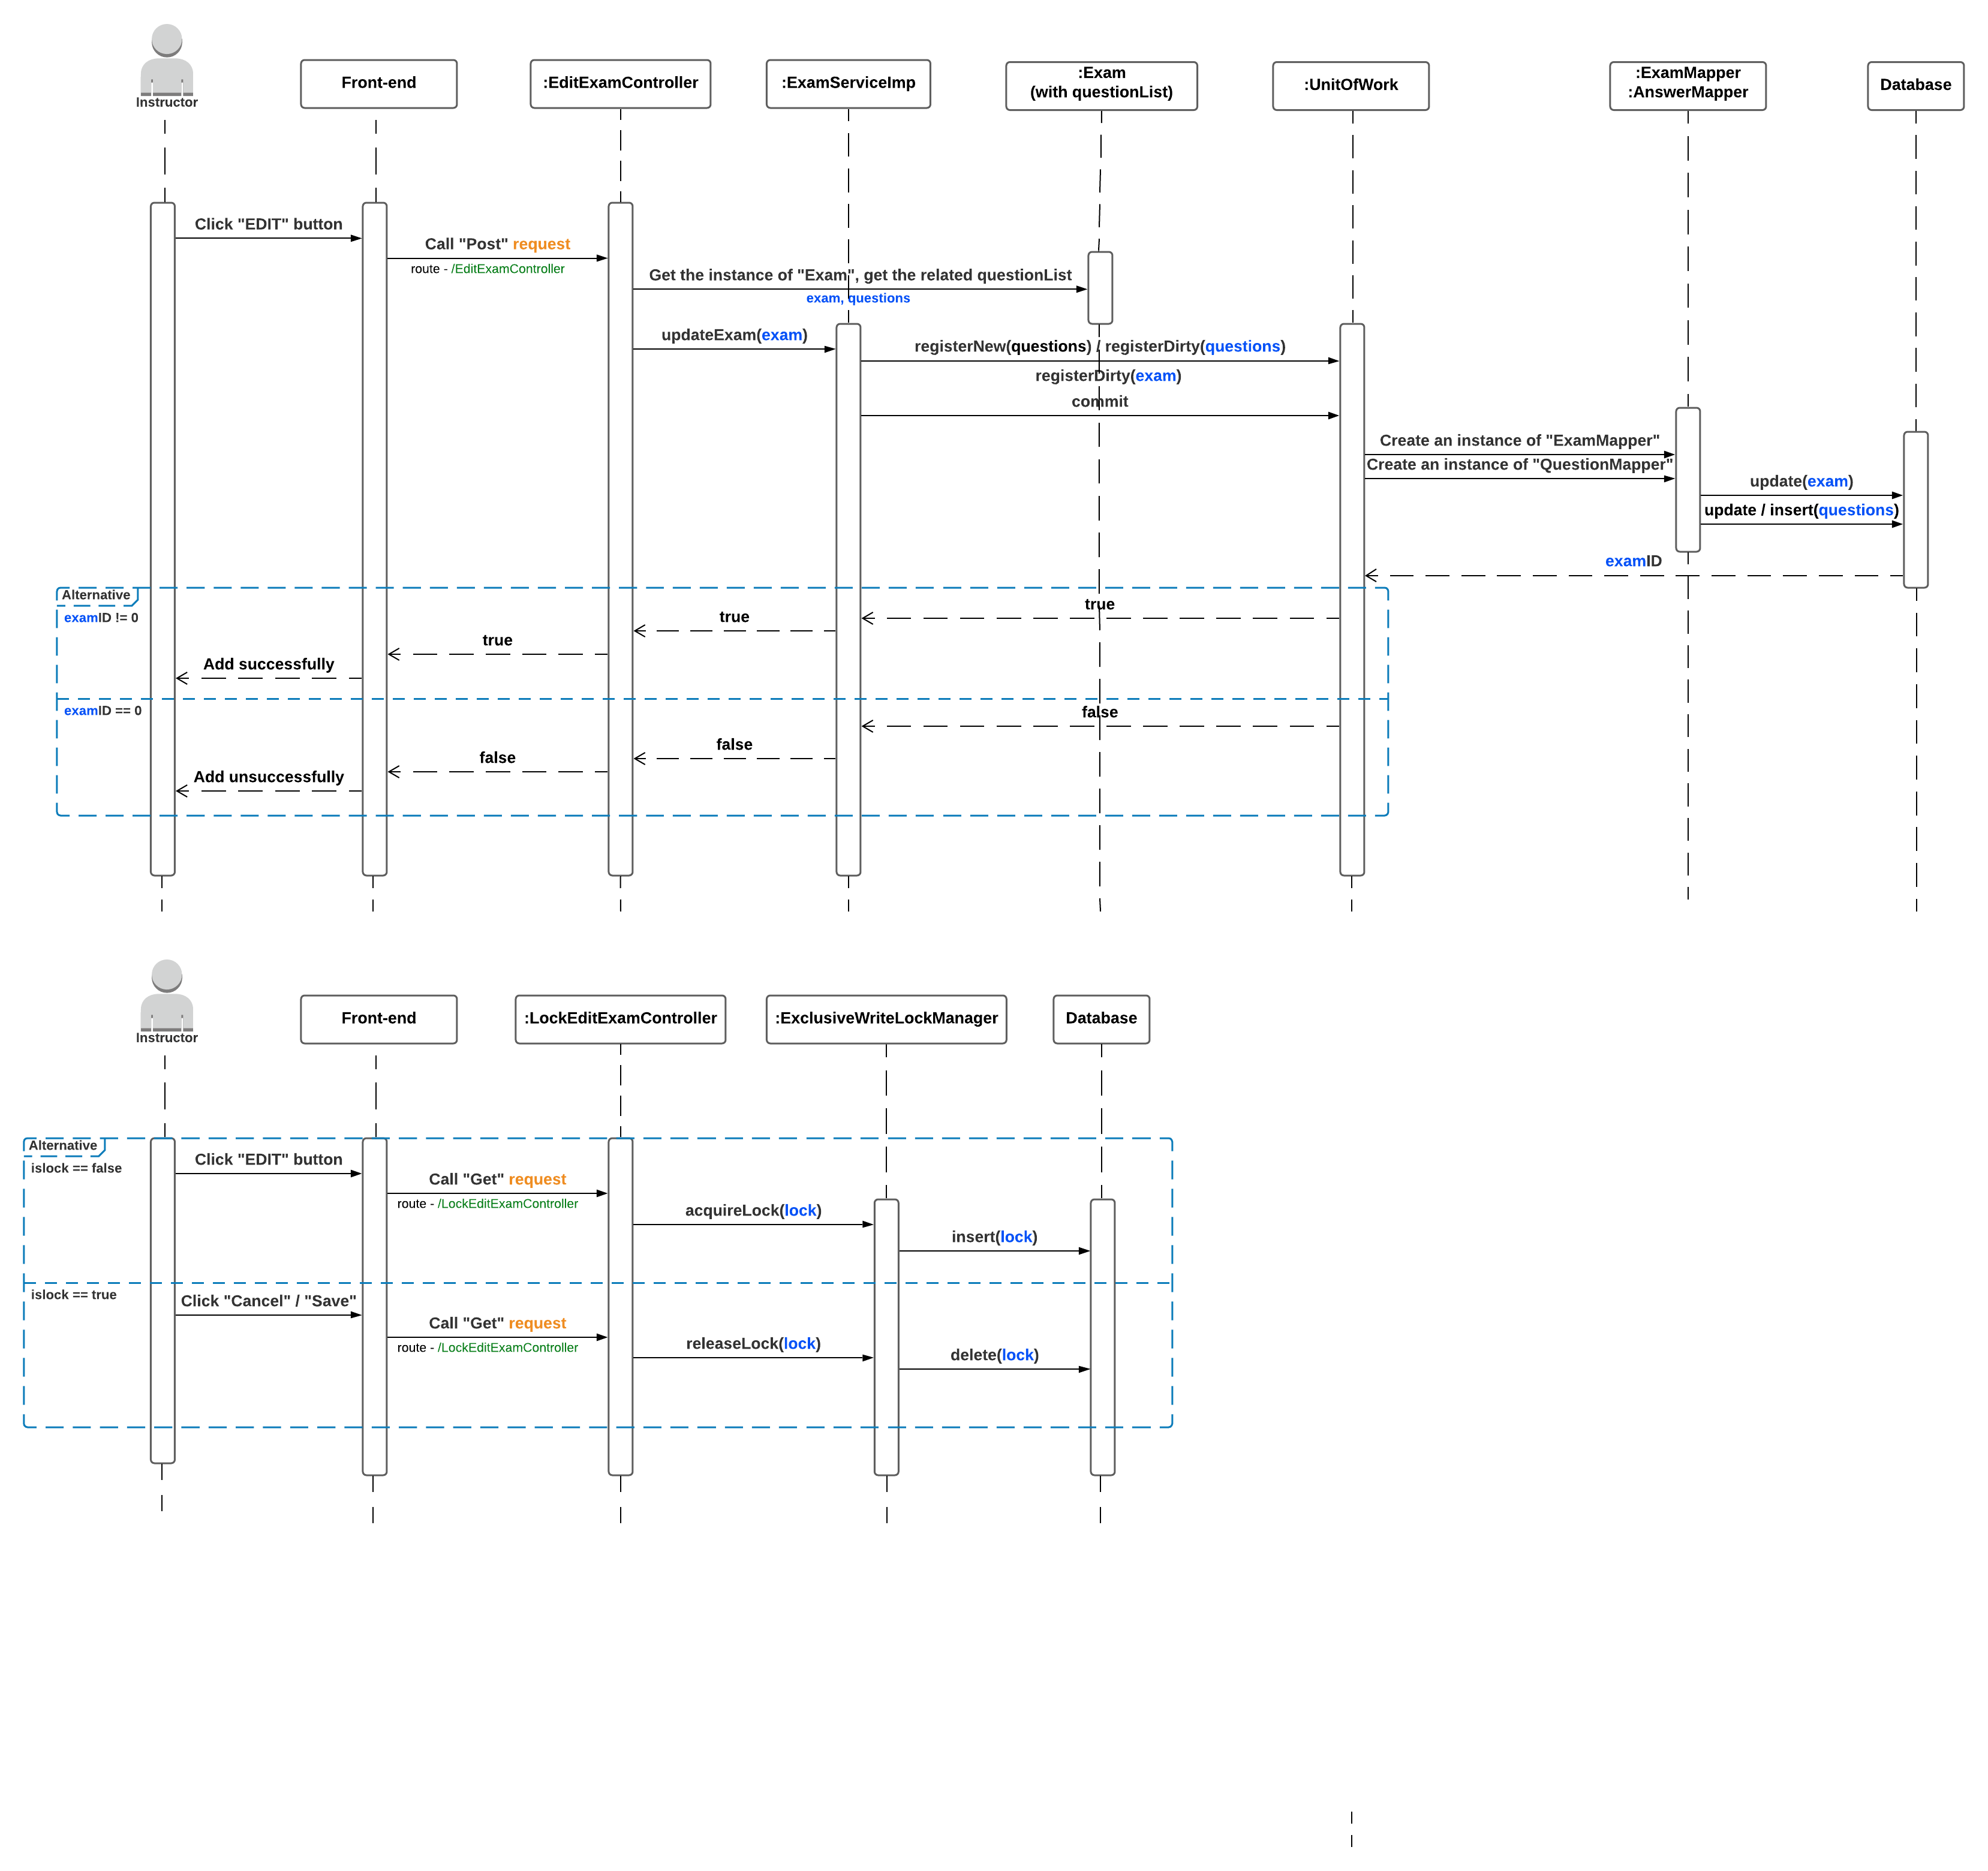 Instructor
Front-end
:EditExamController
:ExamServiceImp
:Exam
(with questionList)
:UnitOfWork
:ExamMapper
:AnswerMapper
Database
Click "EDIT" button
Call "Post" request
route - /EditExamController
Get the instance of "Exam", get the related questionList
exam, questions
updateExam(exam)
registerNew(questions) / registerDirty(questions)
registerDirty(exam)
commit
Create an instance of "ExamMapper"
Create an instance of "QuestionMapper"
update(exam)
update / insert(questions)
examID
Alternative
examID != 0
true
true
true
Add successfully
examID == 0
false
false
false
Add unsuccessfully
Instructor
Front-end
:LockEditExamController
:ExclusiveWriteLockManager
Database
Alternative
islock == false
Click "EDIT" button
Call "Get" request
route - /LockEditExamController
acquireLock(lock)
insert(lock)
islock == true
Click "Cancel" / "Save"
Call "Get" request
route - /LockEditExamController
releaseLock(lock)
delete(lock)